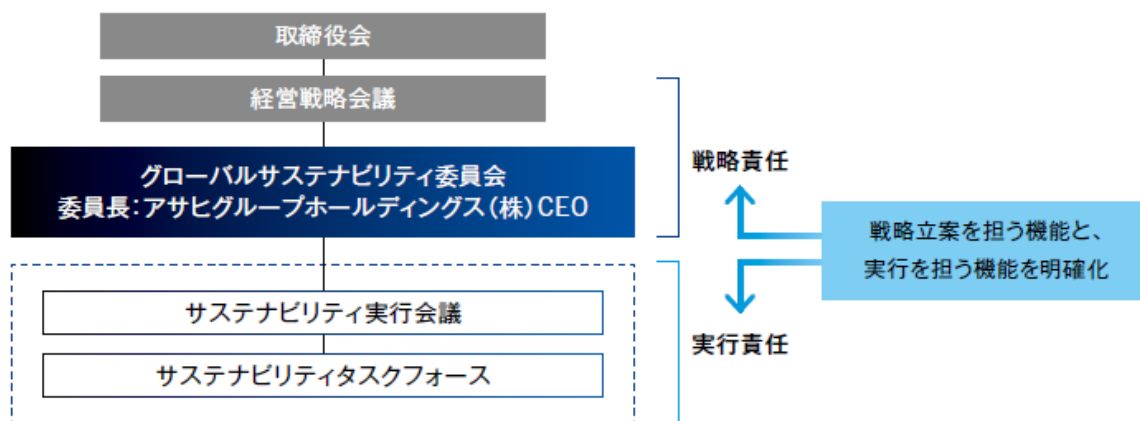 取締役会
経営戦略会議
グローバルサステナビリティ委員会
委員長：アサヒグループホールディングス（株）CEO
サステナビリティ実行会議
サステナビリティタスクフォース
戦略責任
実行責任
戦略立案を担う機能と、
実行を担う機能を明確化